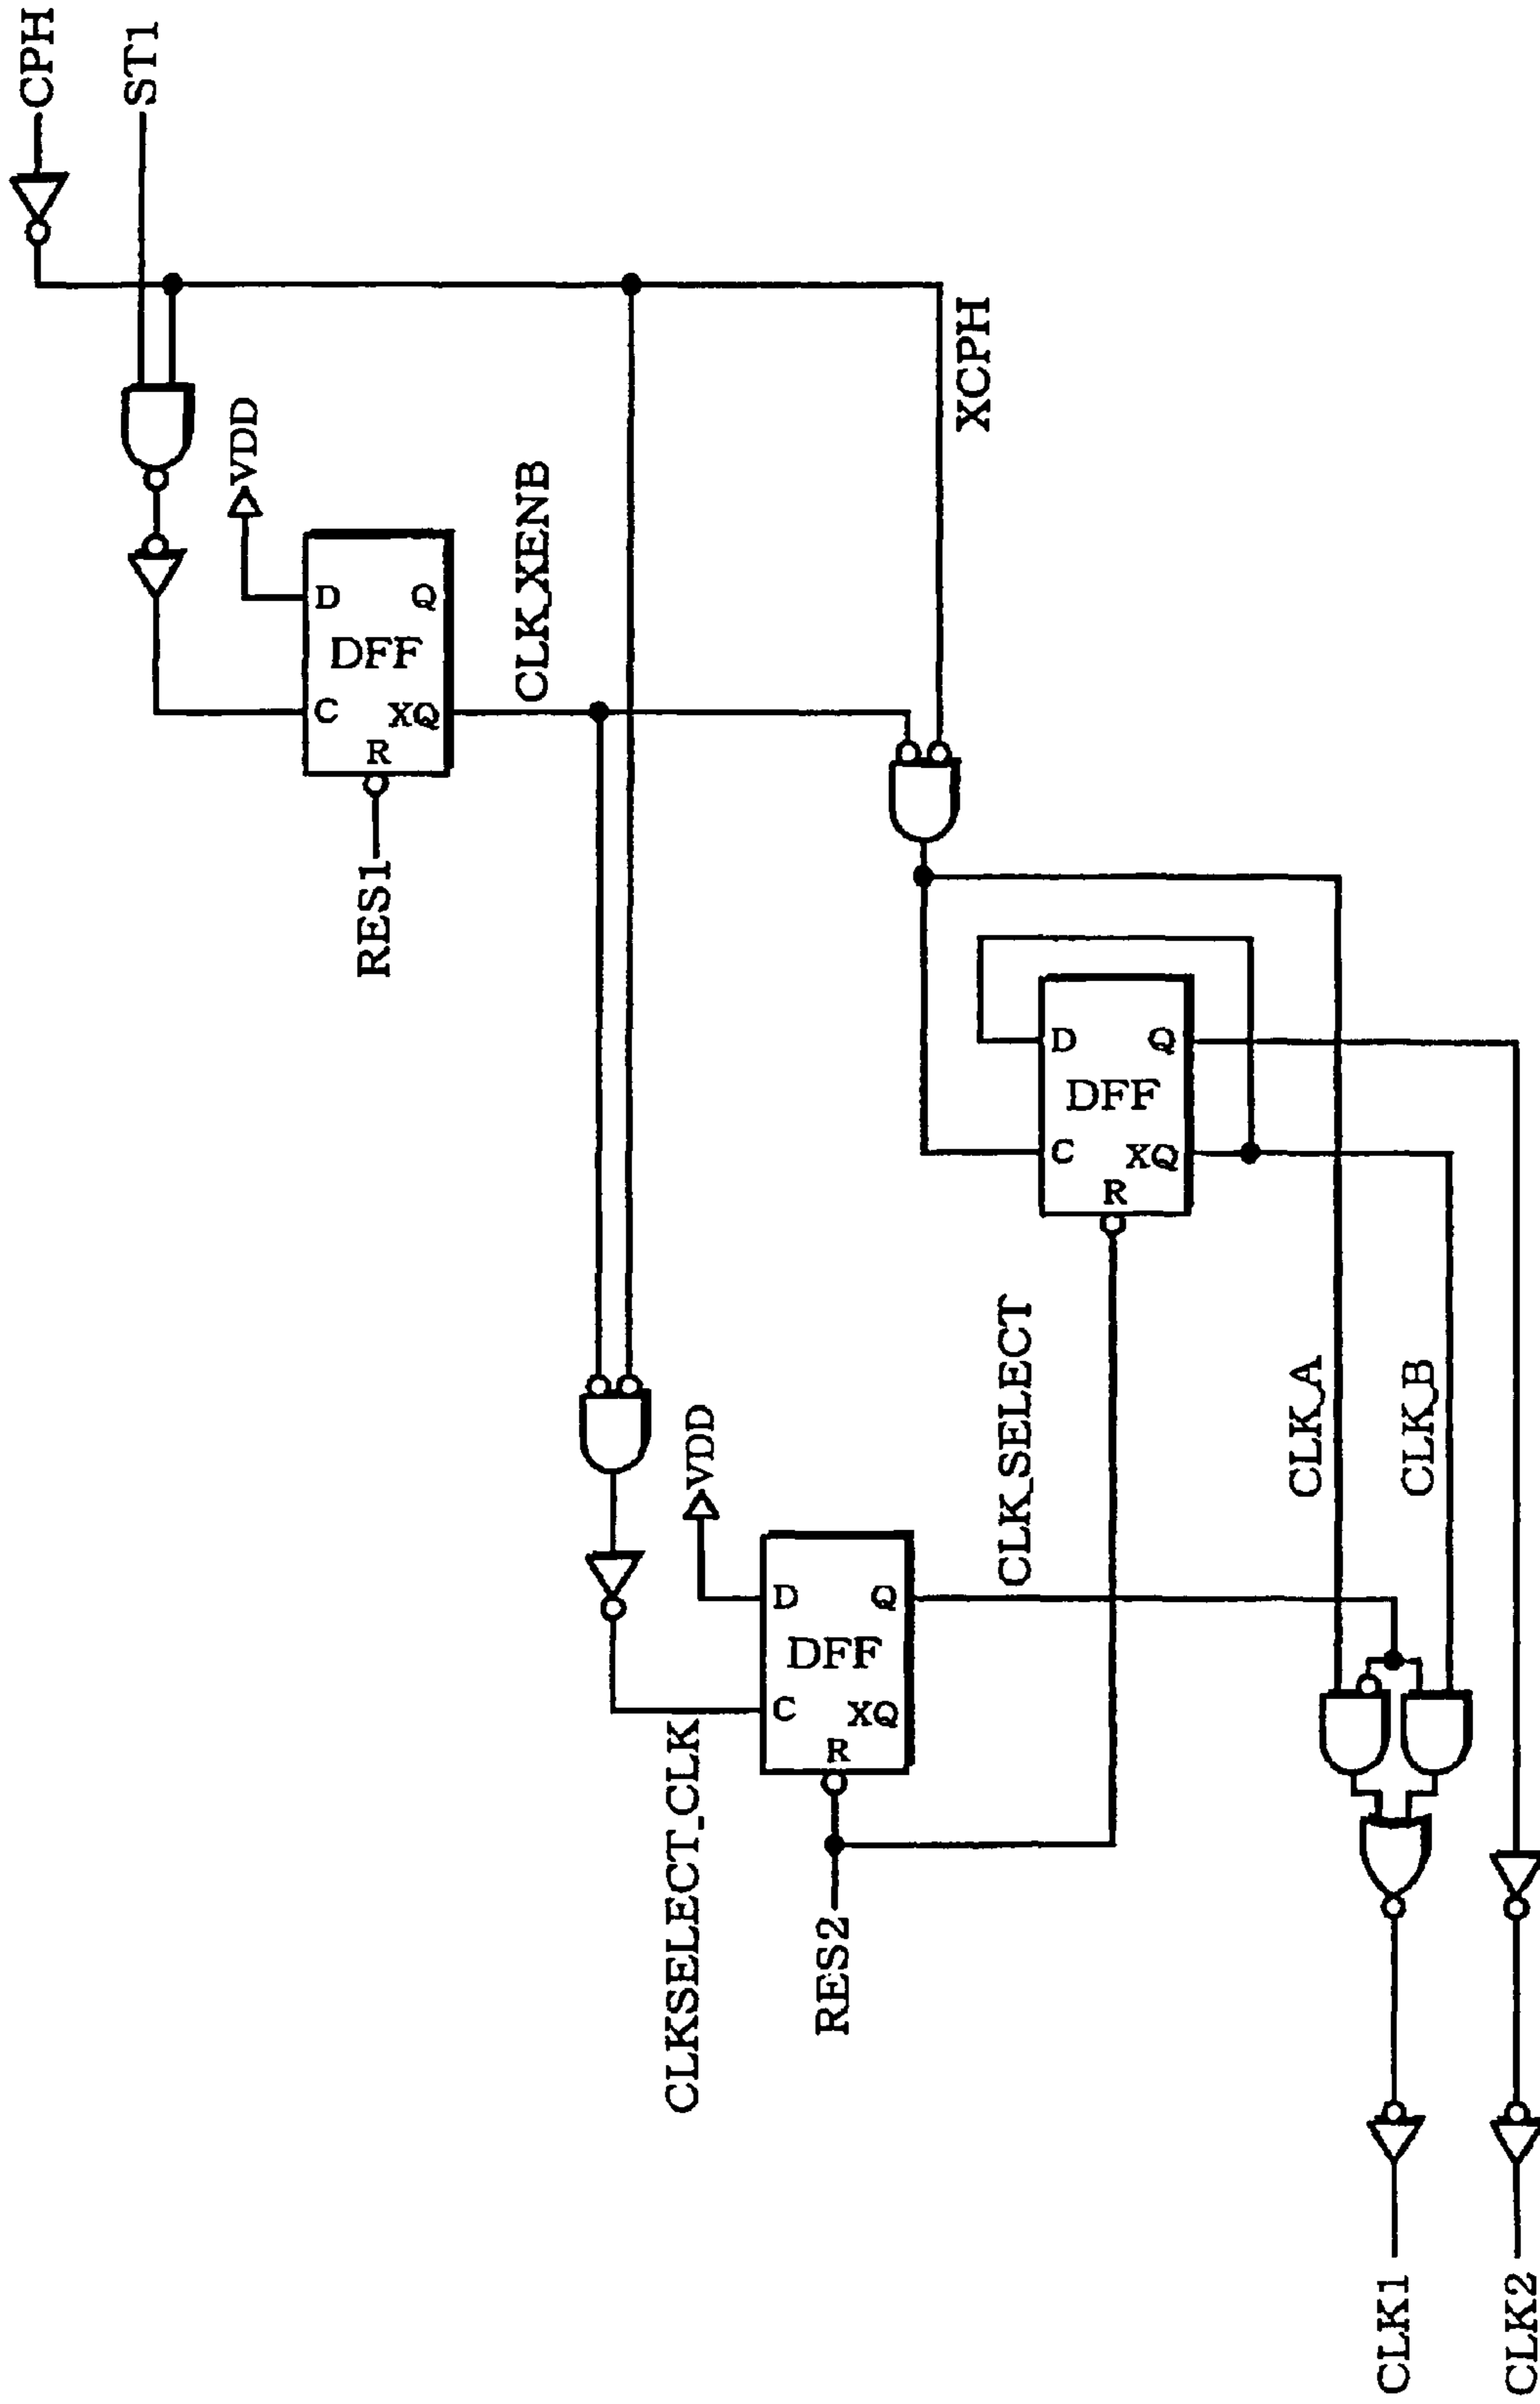 CPH
ST1
VDD
D
Q
DFF
C
XQ
R
RES1
CLK_XENB
XCPH
D
Q
DFF
C
XQ
R
VDD
CLK_SELECT
CLK_A
CLK_B
D
Q
DFF
C
XQ
R
CLKSELECT_CLK
RES2
CLK1
CLK2